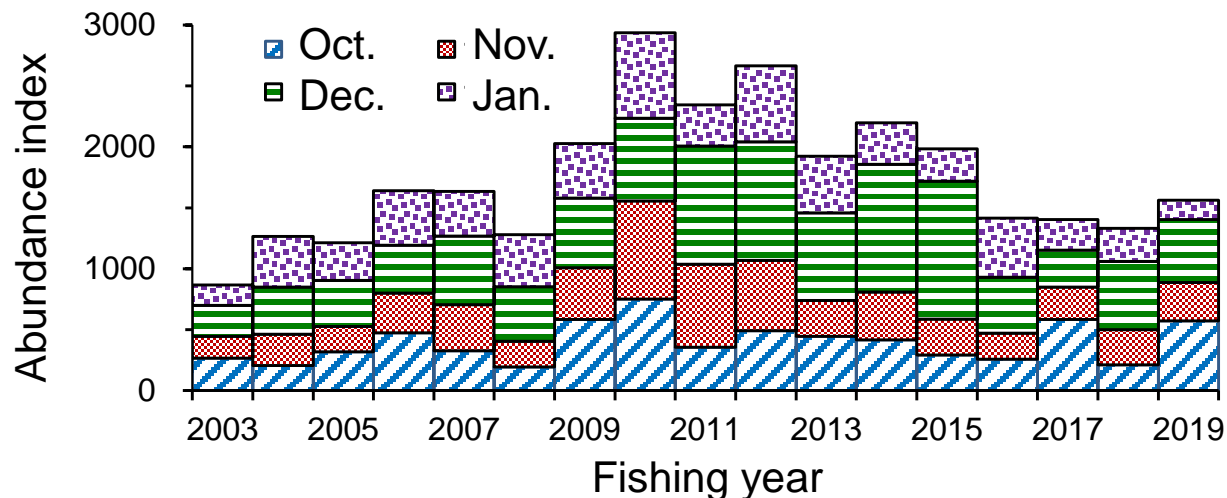 3000
2000
1000
0
Abundance index
Oct. Nov.
Dec. Jan.
2003 2005 2007 2009 2011 2013 2015 2017 2019
Fishing year